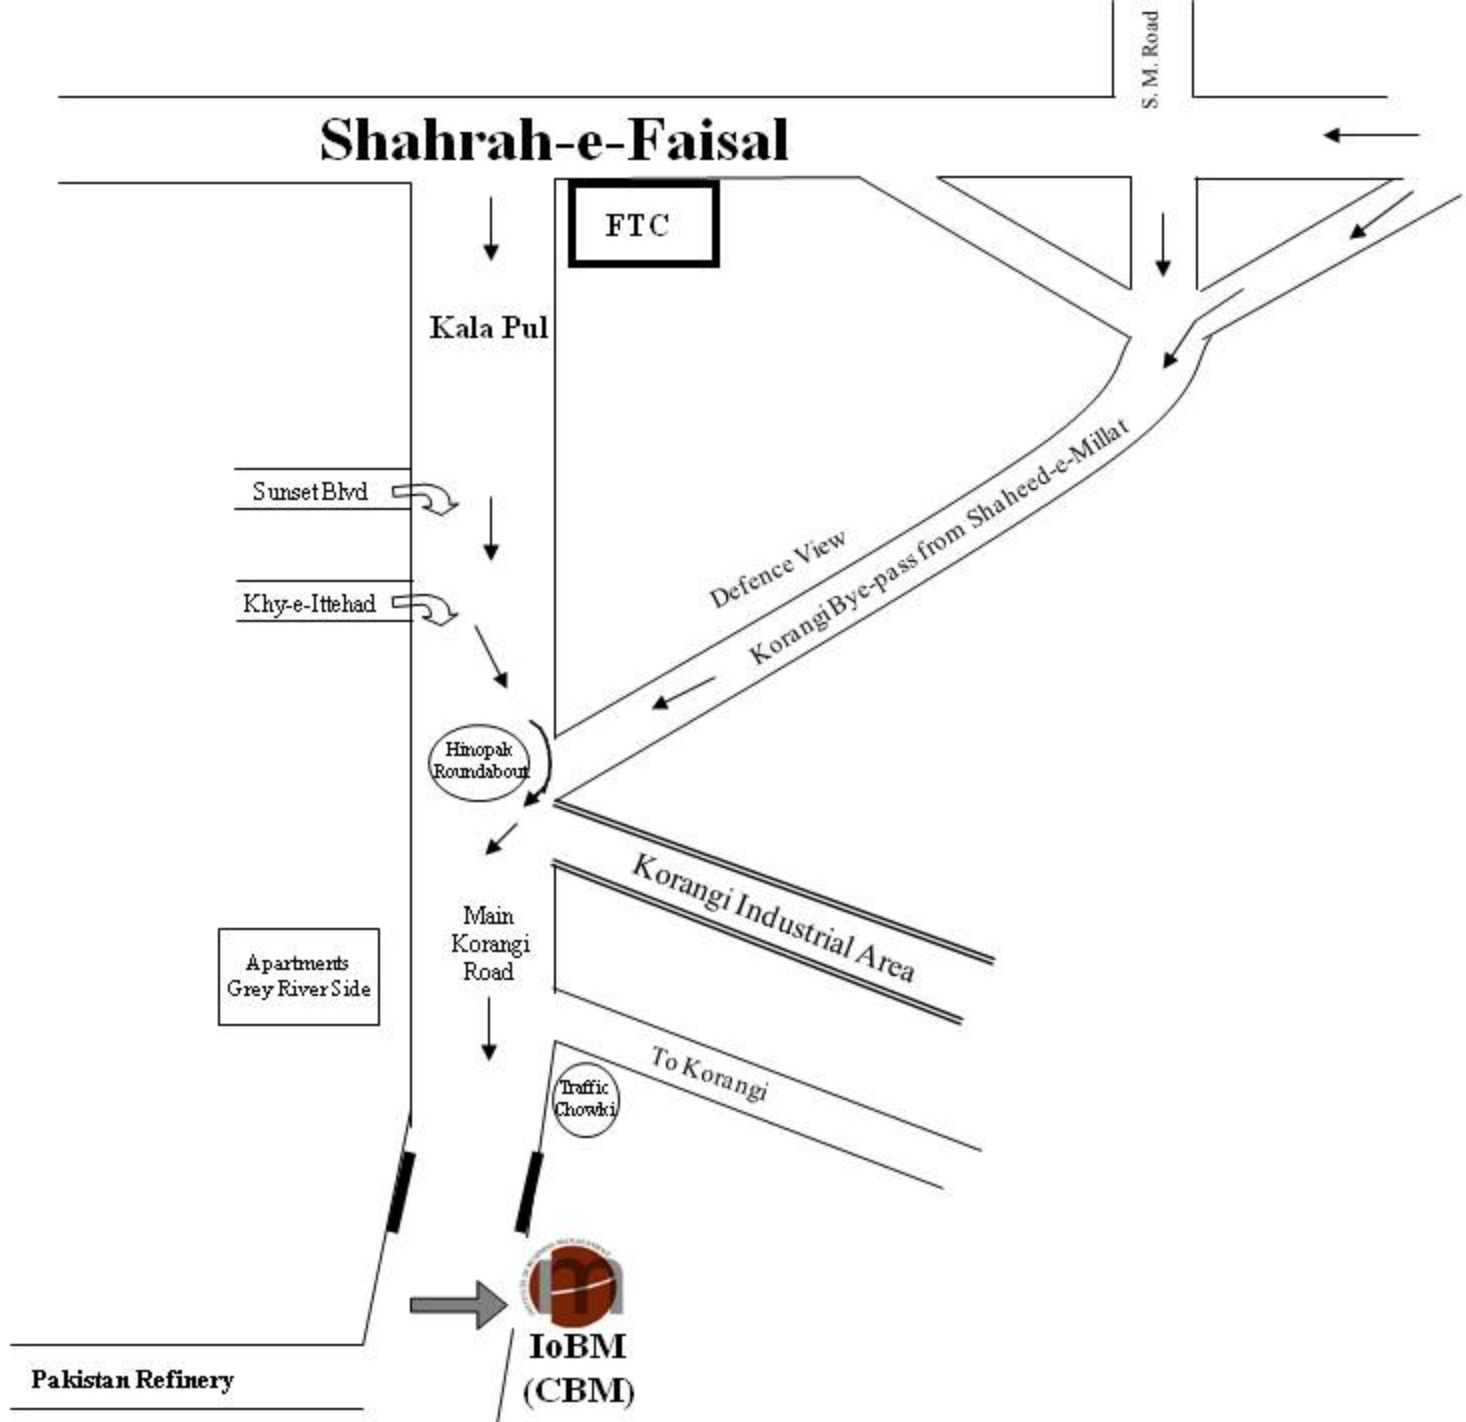 S. M. Road
Shahrah-e-Faisal
FTC
Kala Pul
Sunset Blvd
Khy-e-Ittehad
Defence View
Korangi Bye-pass from Shaheed-e-Millat
Hinopak
Roundabout
Korangi Industrial Area
Main
Korangi
Road
Apartments
Grey River Side
To Korangi
Traffic
Chowki
IoBM
(CBM)
Pakistan Refinery